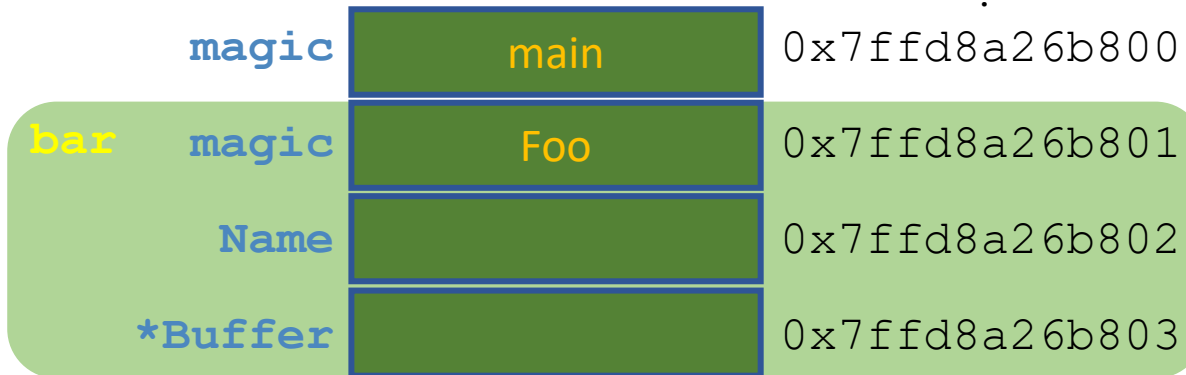 magic main 0x7ffd8a26b800
bar magic Foo 0x7ffd8a26b801
Name 0x7ffd8a26b802
*Buffer 0x7ffd8a26b803